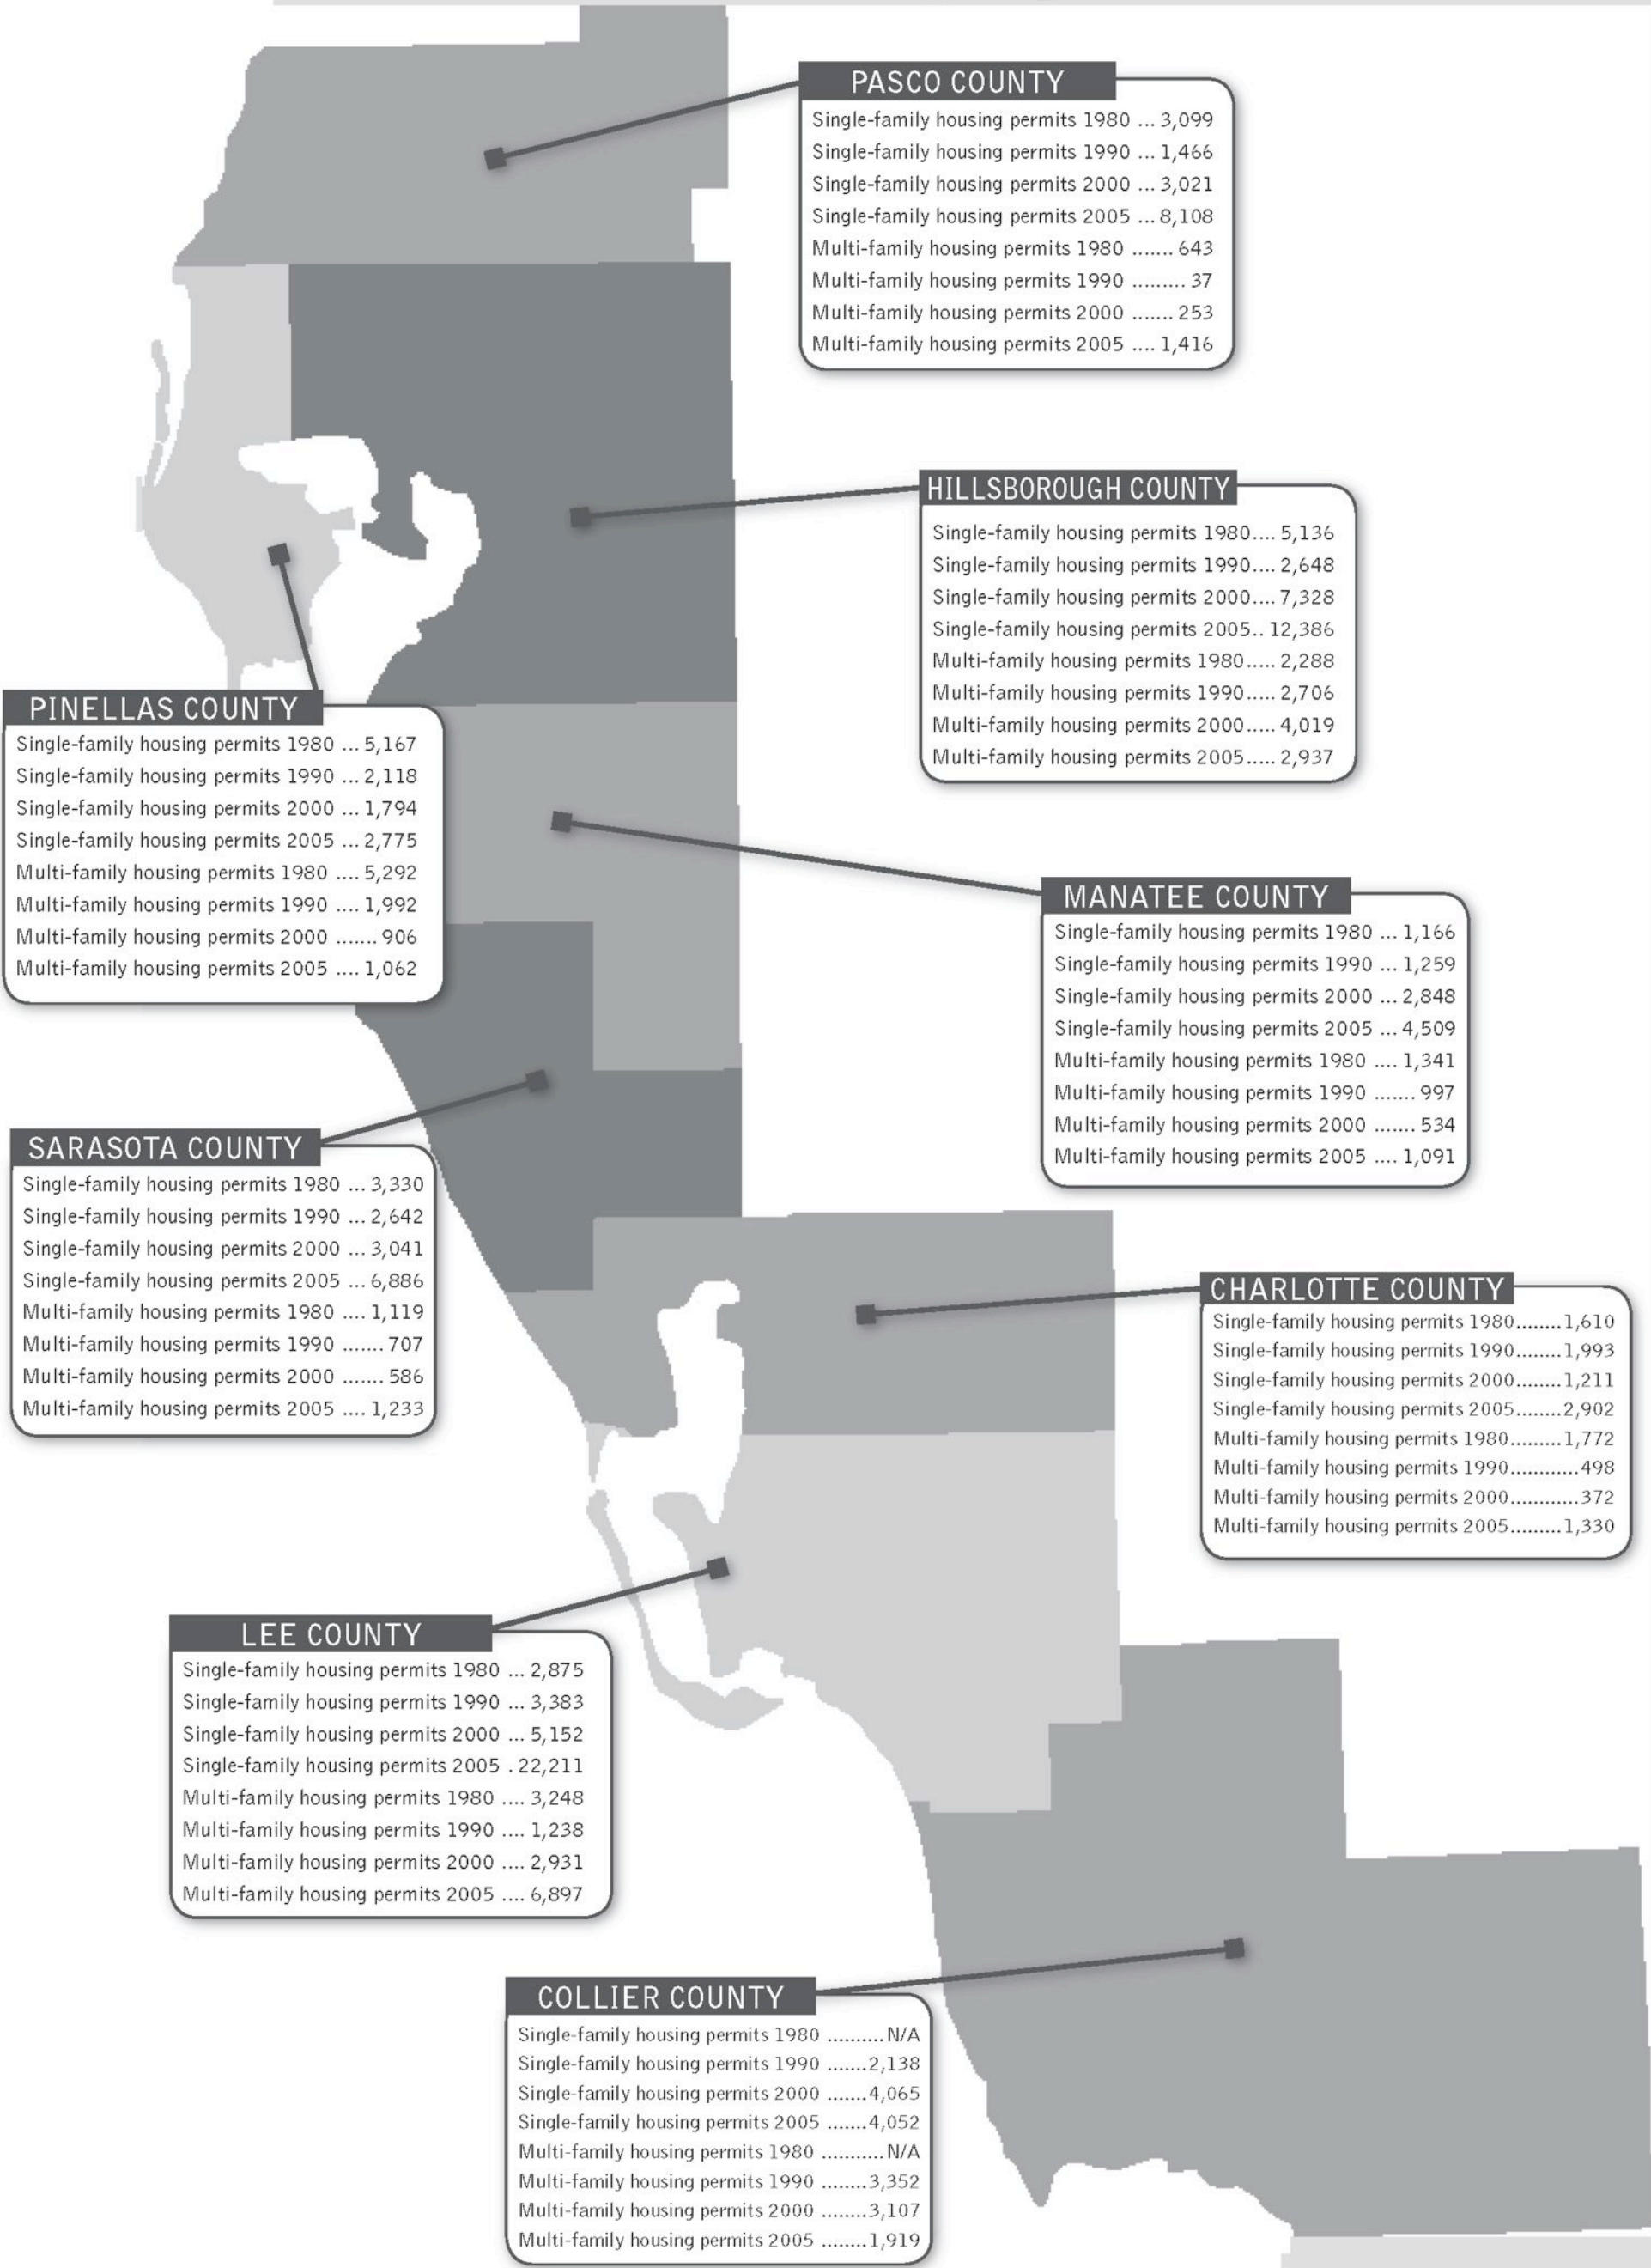 PASCO COUNTY
Single-family housing permits 1980 ... 3,099
Single-family housing permits 1990 ... 1,466
Single-family housing permits 2000 ... 3,021
Single-family housing permits 2005 ... 8,108
Multi-family housing permits 1980 ....... 643
Multi-family housing permits 1990 ......... 37
Multi-family housing permits 2000 ....... 253
Multi-family housing permits 2005 .... 1,416
HILLSBOROUGH COUNTY
Single-family housing permits 1980.... 5,136
Single-family housing permits 1990.... 2,648
Single-family housing permits 2000.... 7,328
Single-family housing permits 2005.. 12,386
Multi-family housing permits 1980..... 2,288
Multi-family housing permits 1990..... 2,706
Multi-family housing permits 2000..... 4,019
Multi-family housing permits 2005..... 2,937
PINELLAS COUNTY
Single-family housing permits 1980 ... 5,167
Single-family housing permits 1990 ... 2,118
Single-family housing permits 2000 ... 1,794
Single-family housing permits 2005 ... 2,775
Multi-family housing permits 1980 .... 5,292
Multi-family housing permits 1990 .... 1,992
Multi-family housing permits 2000 ....... 906
Multi-family housing permits 2005 .... 1,062
MANATEE COUNTY
Single-family housing permits 1980 ... 1,166
Single-family housing permits 1990 ... 1,259
Single-family housing permits 2000 ... 2,848
Single-family housing permits 2005 ... 4,509
Multi-family housing permits 1980 .... 1,341
Multi-family housing permits 1990 ....... 997
Multi-family housing permits 2000 ....... 534
Multi-family housing permits 2005 .... 1,091
SARASOTA COUNTY
Single-family housing permits 1980 ... 3,330
Single-family housing permits 1990 ... 2,642
Single-family housing permits 2000 ... 3,041
Single-family housing permits 2005 ... 6,886
Multi-family housing permits 1980 .... 1,119
Multi-family housing permits 1990 ....... 707
Multi-family housing permits 2000 ....... 586
Multi-family housing permits 2005 .... 1,233
CHARLOTTE COUNTY
Single-family housing permits 1980........1,610
Single-family housing permits 1990........1,993
Single-family housing permits 2000........1,211
Single-family housing permits 2005........2,902
Multi-family housing permits 1980.........1,772
Multi-family housing permits 1990............498
Multi-family housing permits 2000............372
Multi-family housing permits 2005.........1,330
LEE COUNTY
Single-family housing permits 1980 ... 2,875
Single-family housing permits 1990 ... 3,383
Single-family housing permits 2000 ... 5,152
Single-family housing permits 2005 . 22,211
Multi-family housing permits 1980 .... 3,248
Multi-family housing permits 1990 .... 1,238
Multi-family housing permits 2000 .... 2,931
Multi-family housing permits 2005 .... 6,897
COLLIER COUNTY
Single-family housing permits 1980 ..........N/A
Single-family housing permits 1990 .......2,138
Single-family housing permits 2000 .......4,065
Single-family housing permits 2005 .......4,052
Multi-family housing permits 1980 ...........N/A
Multi-family housing permits 1990 ........3,352
Multi-family housing permits 2000 ........3,107
Multi-family housing permits 2005 ........1,919